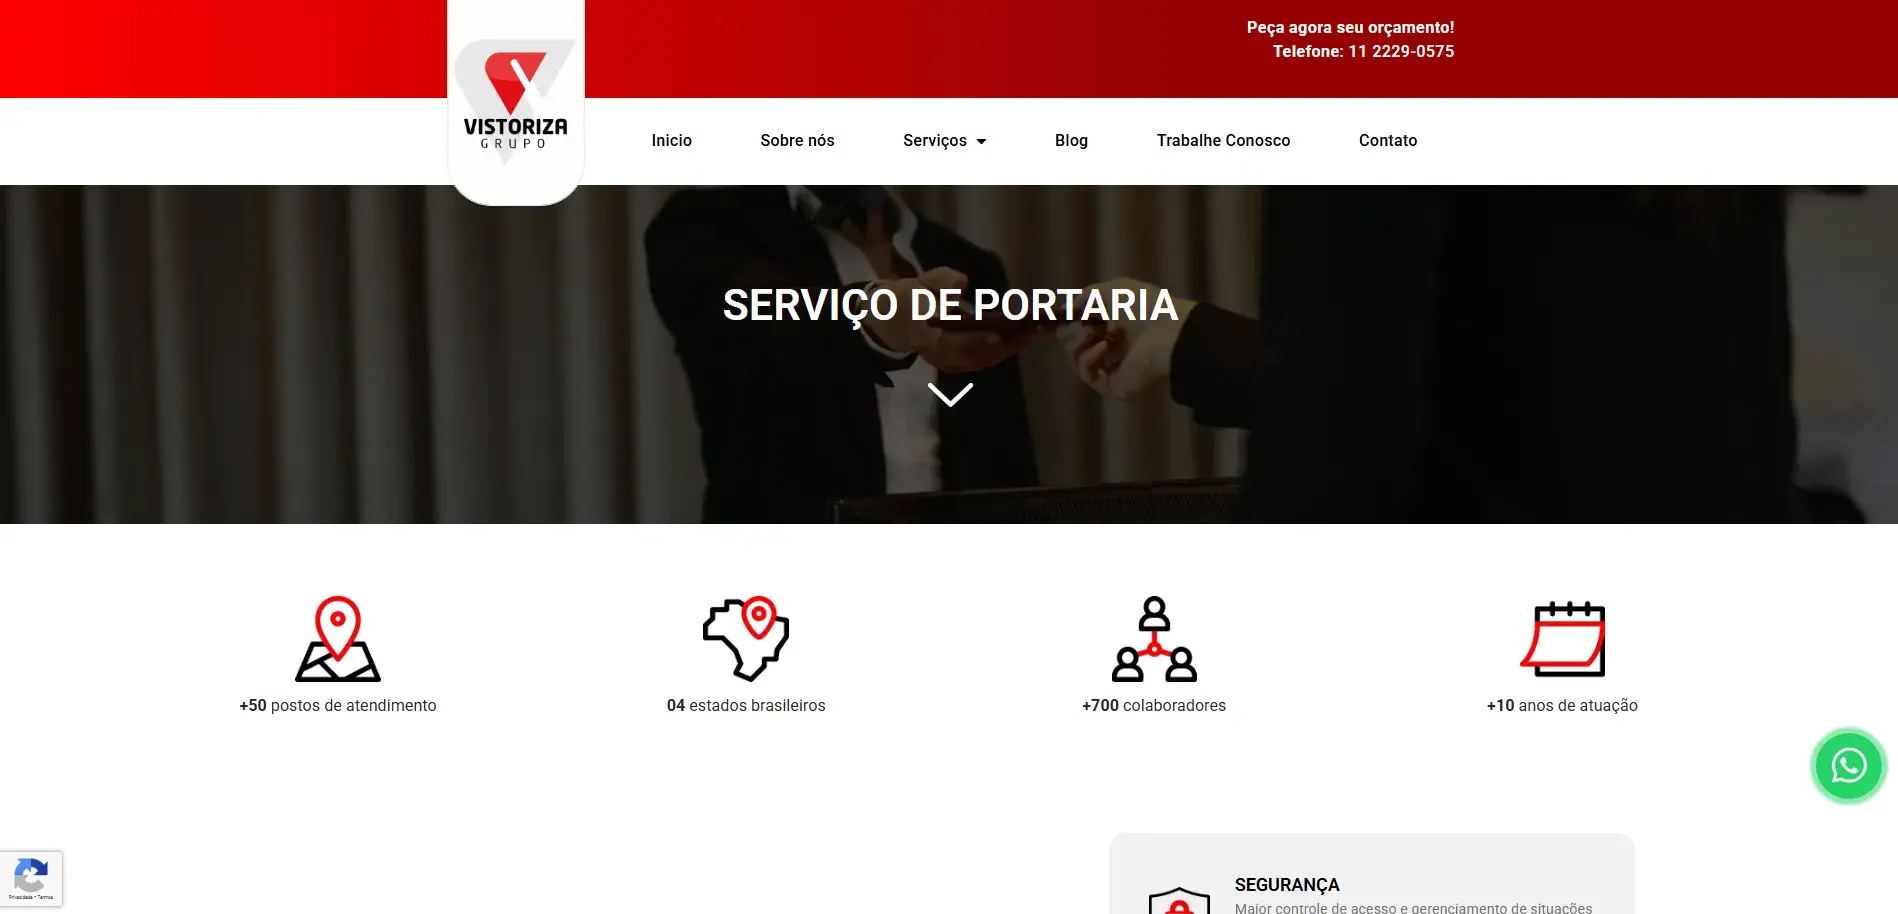 Peça agora seu orçamento!
Telefone: 11 2229-0575
VISTORIZA
GRUPO
Inicio
Sobre nós
Serviços
Blog
Trabalhe Conosco
Contato
SERVIÇO DE PORTARIA
+50 postos de atendimento
04 estados brasileiros
+700 colaboradores
+10 anos de atuação
SEGURANÇA
Maior controle de acesso e gerenciamento de situações
Privacidade - Termos